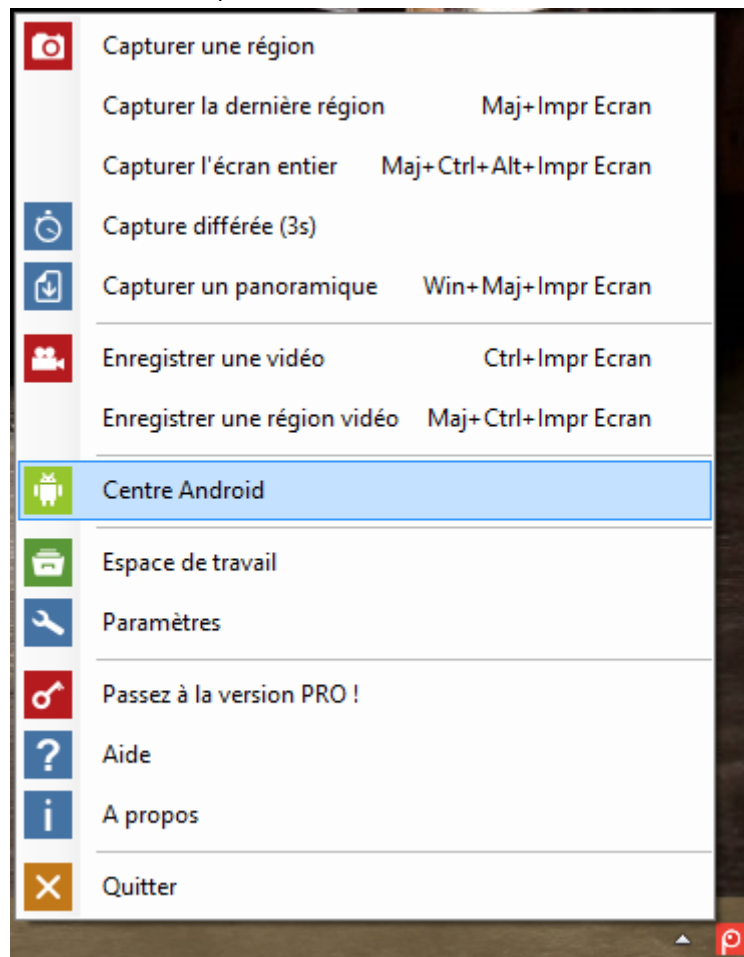 Capturer une région
Capturer la dernière région Maj+Impr Ecran
Capturer l'écran entier Maj+Ctrl+Alt+Impr Ecran
Capture différée (3s)
Capturer un panoramique Win+Maj+Impr Ecran
Enregistrer une vidéo Ctrl+Impr Ecran
Enregistrer une région vidéo Maj+Ctrl+Impr Ecran
Centre Android
Espace de travail
Paramètres
Passez à la version PRO !
Aide
A propos
Quitter